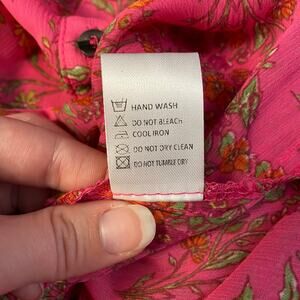 HAND WASH
DO NOT BLEACH
COOL IRON
DO NOT DRY CLEAN
DO NOT TUMBLE DRY